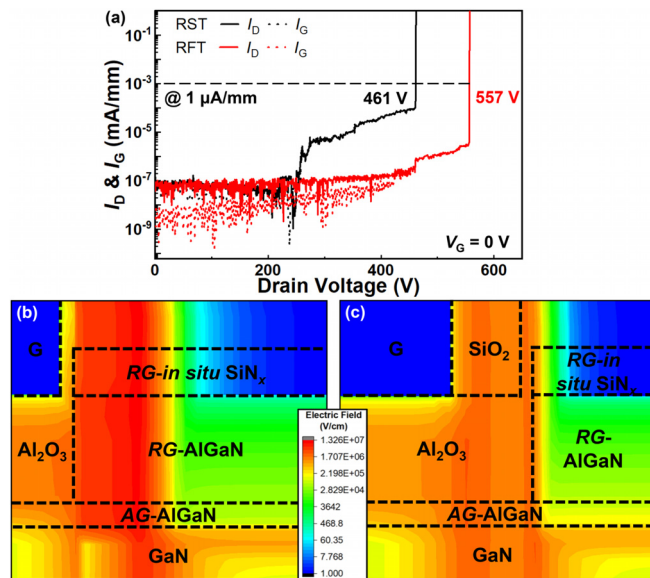 (a)
RST I_D I_G
RFT I_D I_G
@ 1 μA/mm
461 V
557 V
V_G = 0 V
I_D & I_G (mA/mm)
10^-1
10^-3
10^-5
10^-7
10^-9
0 200 400 600
Drain Voltage (V)
(b)
G
RG-in situ SiN_x
Al2O3
RG-AlGaN
AG-AlGaN
GaN
Electric Field
(V/cm)
1.326E+07
1.707E+06
2.198E+05
2.829E+04
3642
468.8
60.35
7.768
1.000
(c)
G
SiO2
RG-in
situ SiN_x
Al2O3
RG-
AlGaN
AG-AlGaN
GaN